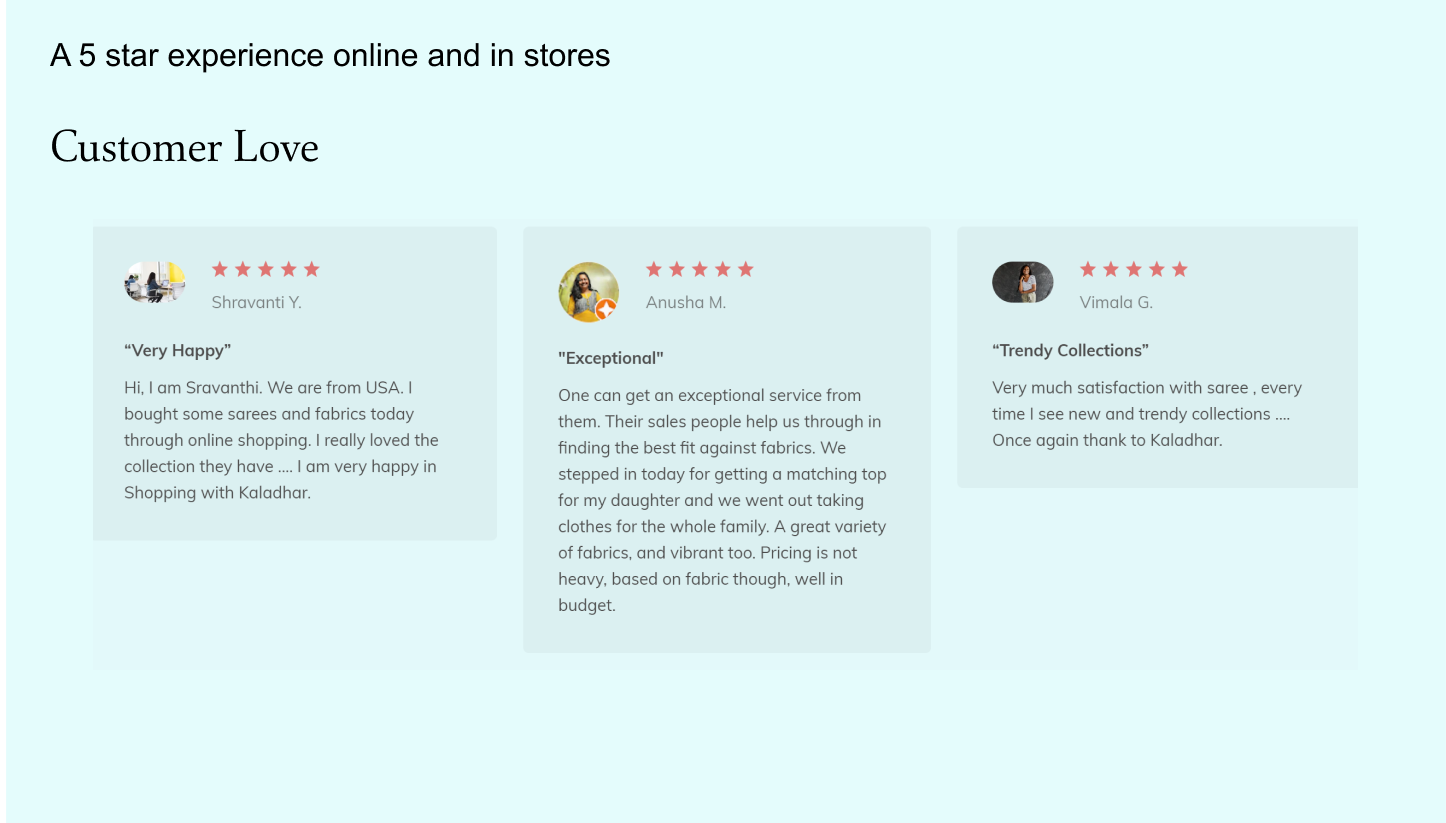 A 5 star experience online and in stores
Customer Love
Shravanti Y.
“Very Happy”
Hi, I am Sravanthi. We are from USA. I
bought some sarees and fabrics today
through online shopping. I really loved the
collection they have .... I am very happy in
Shopping with Kaladhar.
Anusha M.
"Exceptional"
One can get an exceptional service from
them. Their sales people help us through in
finding the best fit against fabrics. We
stepped in today for getting a matching top
for my daughter and we went out taking
clothes for the whole family. A great variety
of fabrics, and vibrant too. Pricing is not
heavy, based on fabric though, well in
budget.
Vimala G.
“Trendy Collections”
Very much satisfaction with saree , every
time I see new and trendy collections ....
Once again thank to Kaladhar.